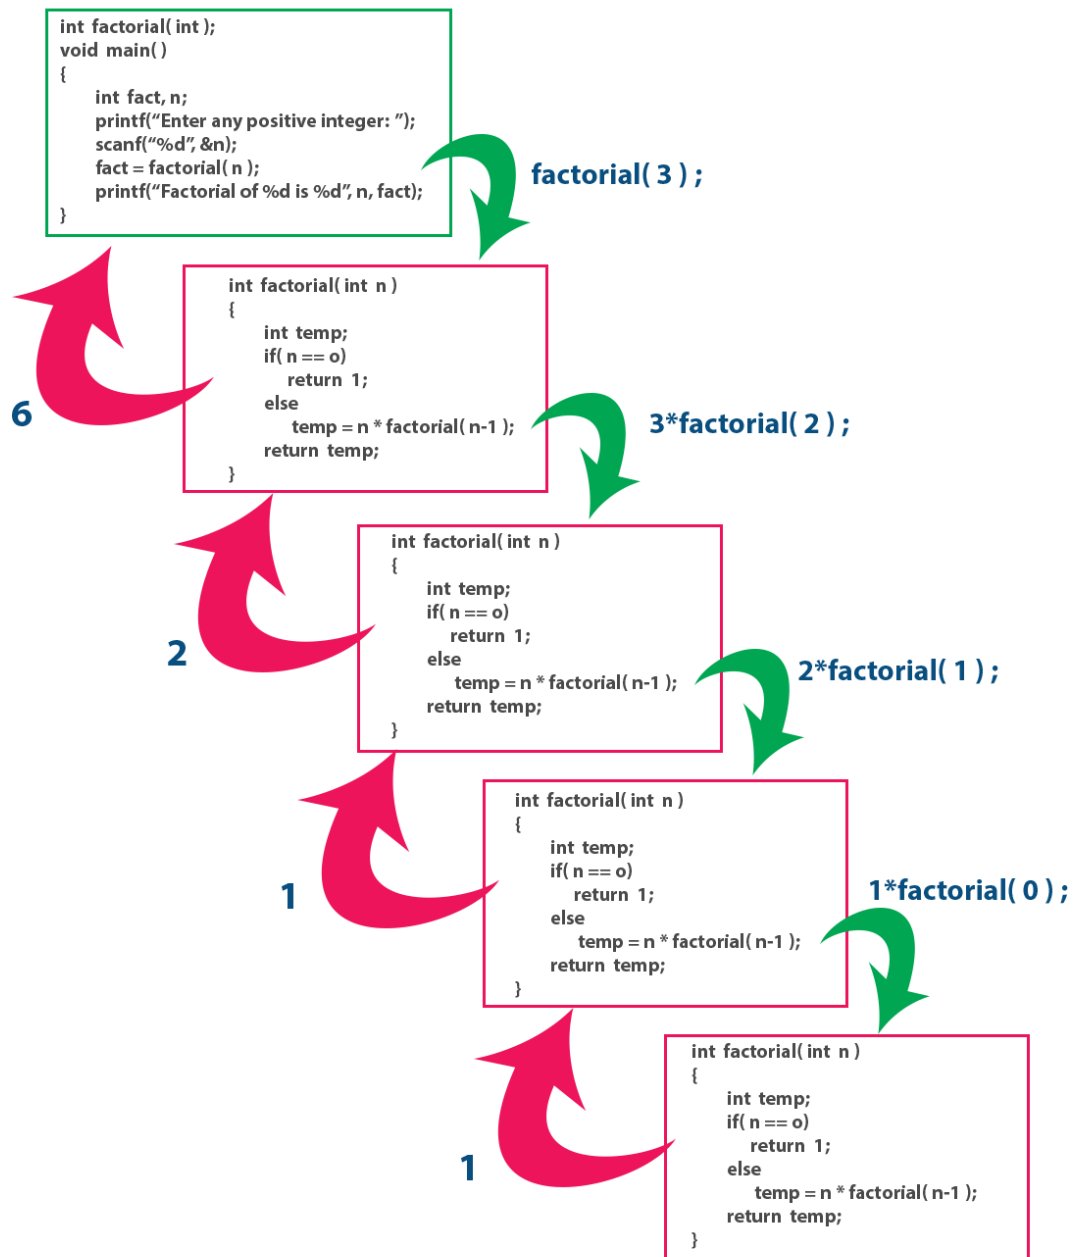 int factorial( int );
void main( )
{
int fact, n;
printf(“Enter any positive integer: ”);
scanf(“%d”, &n);
fact = factorial( n );
printf(“Factorial of %d is %d”, n, fact);
}
factorial( 3 ) ;
int factorial( int n )
{
int temp;
if( n == o)
return 1;
else
temp = n * factorial( n-1 );
return temp;
}
6
3*factorial( 2 ) ;
int factorial( int n )
{
int temp;
if( n == o)
return 1;
else
temp = n * factorial( n-1 );
return temp;
}
2
2*factorial( 1 ) ;
int factorial( int n )
{
int temp;
if( n == o)
return 1;
else
temp = n * factorial( n-1 );
return temp;
}
1
1*factorial( 0 ) ;
int factorial( int n )
{
int temp;
if( n == o)
return 1;
else
temp = n * factorial( n-1 );
return temp;
}
1